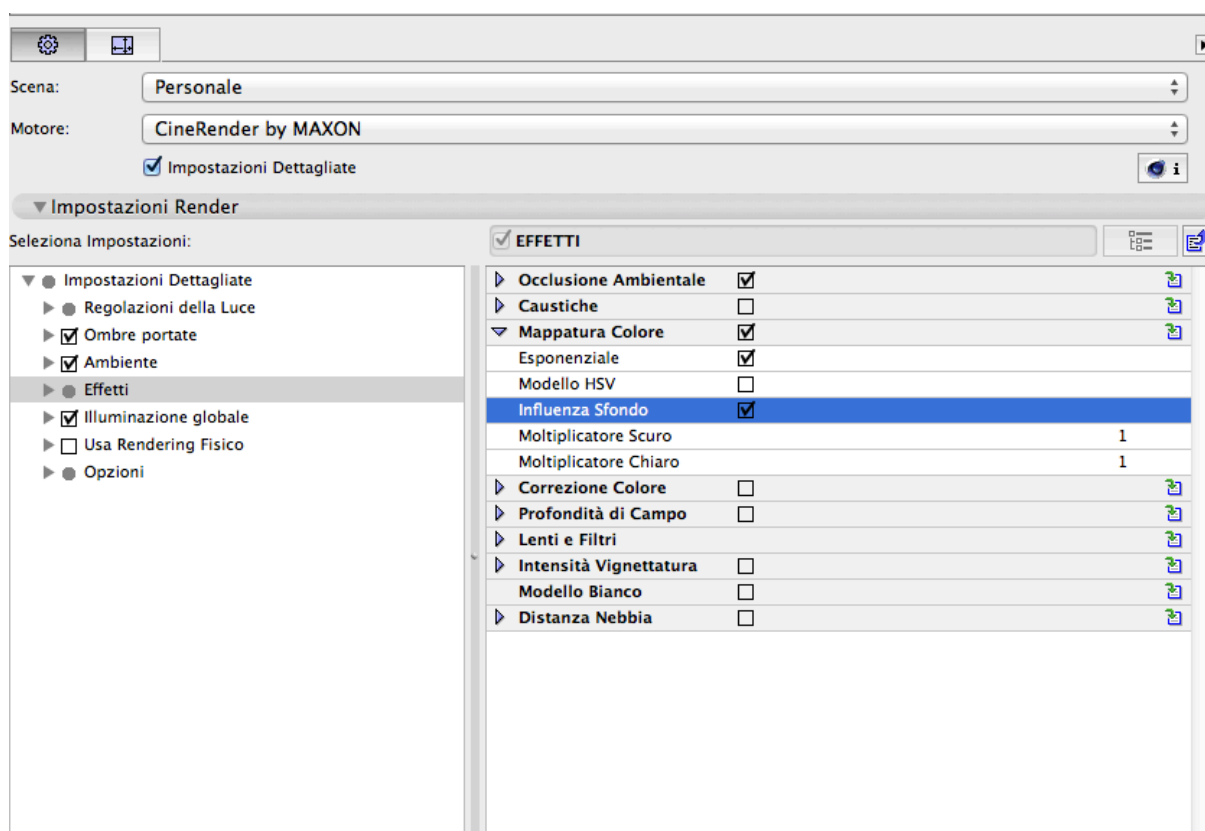 Scena: Personale
Motore: CineRender by MAXON
Impostazioni Dettagliate
i
Impostazioni Render
Seleziona Impostazioni:
Impostazioni Dettagliate
Regolazioni della Luce
Ombre portate
Ambiente
Effetti
Illuminazione globale
Usa Rendering Fisico
Opzioni
EFFETTI
Occlusione Ambientale
Caustiche
Mappatura Colore
Esponenziale
Modello HSV
Influenza Sfondo
Moltiplicatore Scuro 1
Moltiplicatore Chiaro 1
Correzione Colore
Profondità di Campo
Lenti e Filtri
Intensità Vignettatura
Modello Bianco
Distanza Nebbia